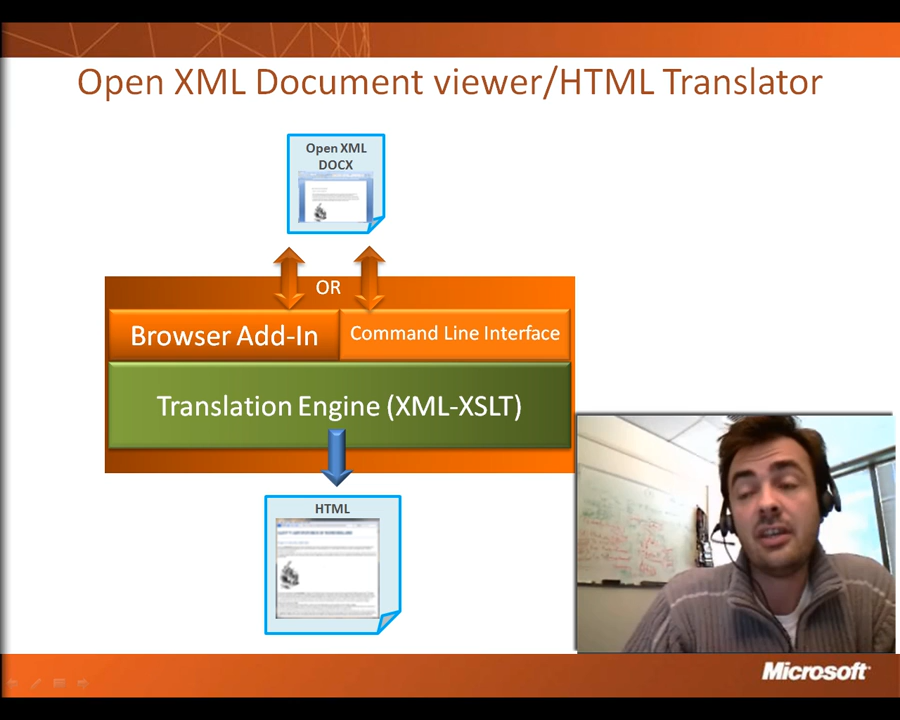 Open XML Document viewer/HTML Translator
Open XML
DOCX
OR
Browser Add-In
Command Line Interface
Translation Engine (XML-XSLT)
HTML
Microsoft